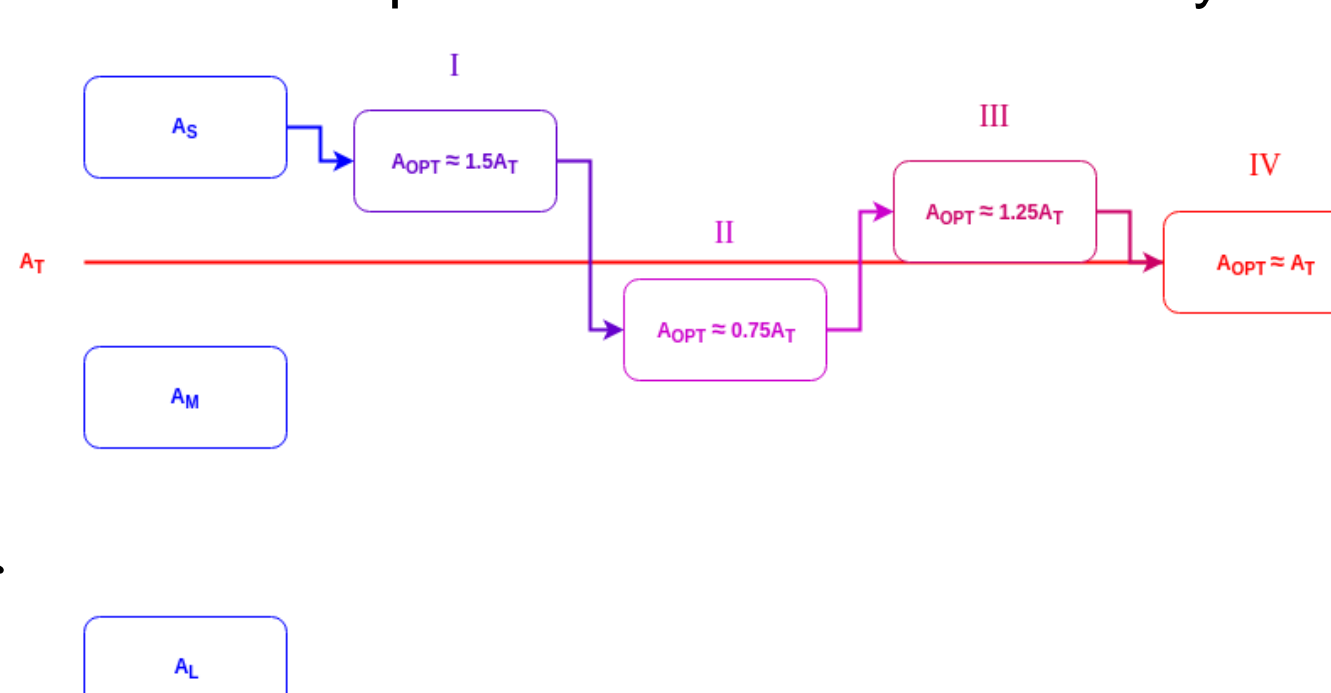 I
A_S
A_OPT ≈ 1.5A_T
III
A_OPT ≈ 1.25A_T
IV
II
A_T
A_OPT ≈ A_T
A_OPT ≈ 0.75A_T
A_M
A_L